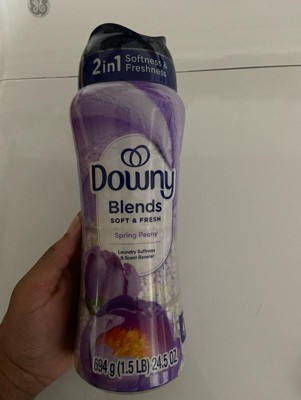 2in1 Softness & Freshness
Downy
Blends
SOFT & FRESH
Spring Peony
Laundry Softness
& Scent Booster
694 g (1.5 LB) 24.5 OZ